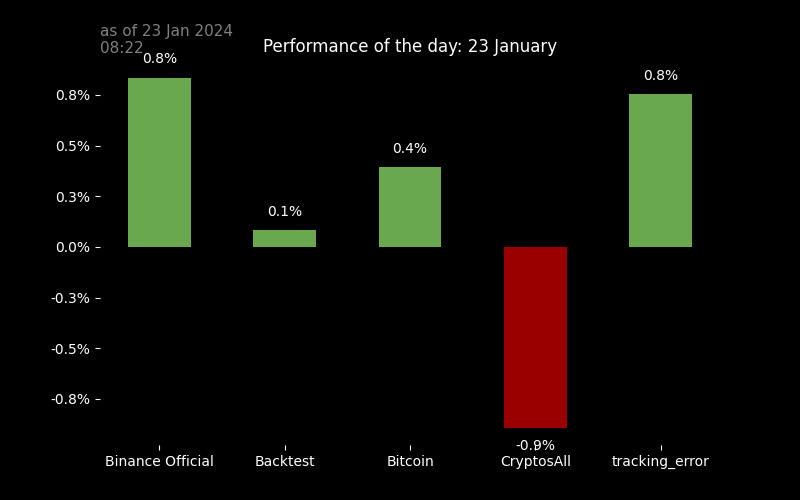 as of 23 Jan 2024
08:22
Performance of the day: 23 January
0.8%
0.8%
0.8%
0.5%
0.4%
0.3%
0.1%
0.0%
-0.3%
-0.5%
-0.8%
-0.9%
Binance Official
Backtest
Bitcoin
CryptosAll
tracking_error